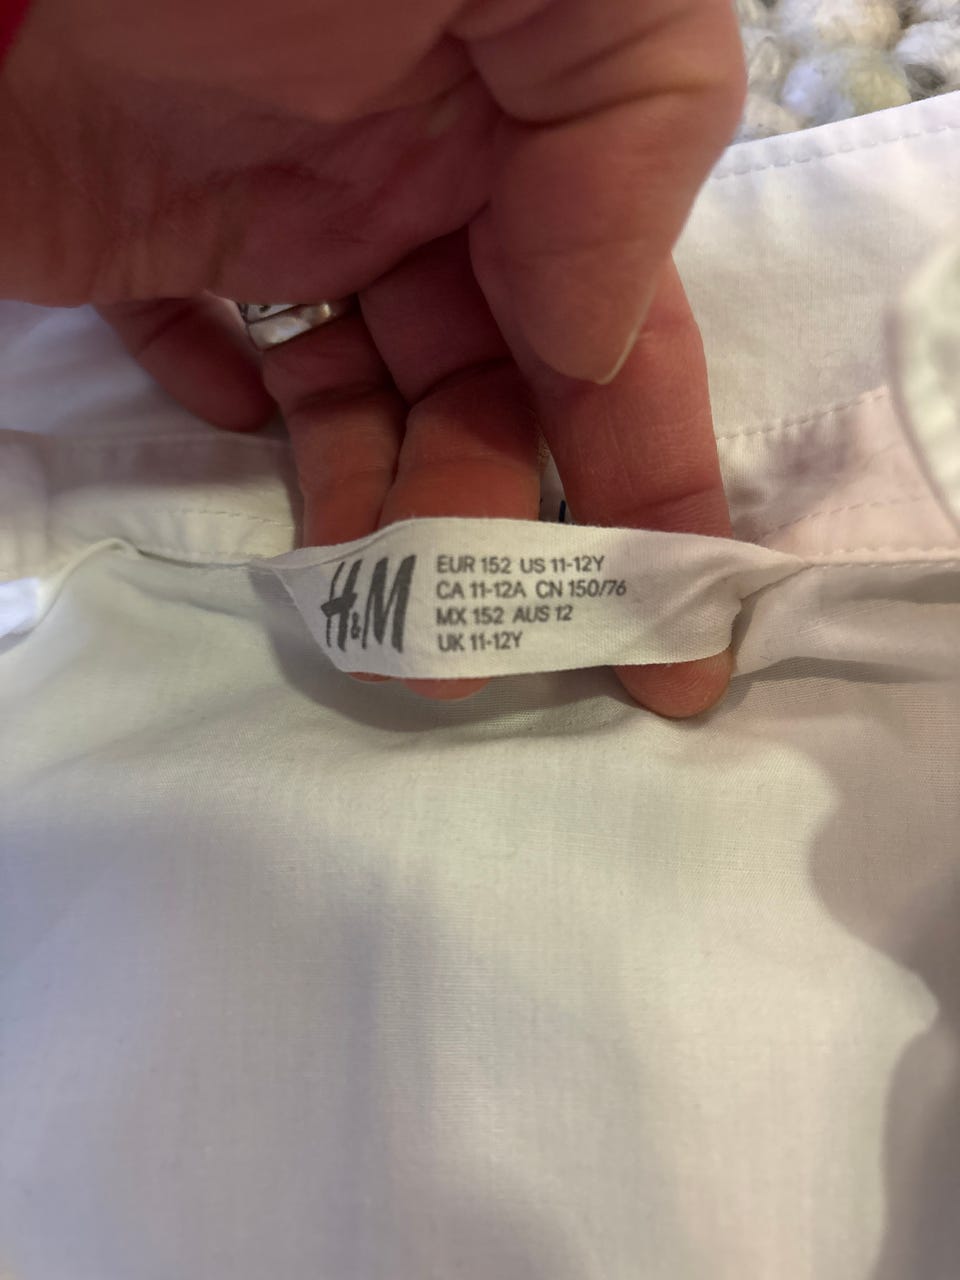 H&M
EUR 152 US 11-12Y
CA 11-12A CN 150/76
MX 152 AUS 12
UK 11-12Y